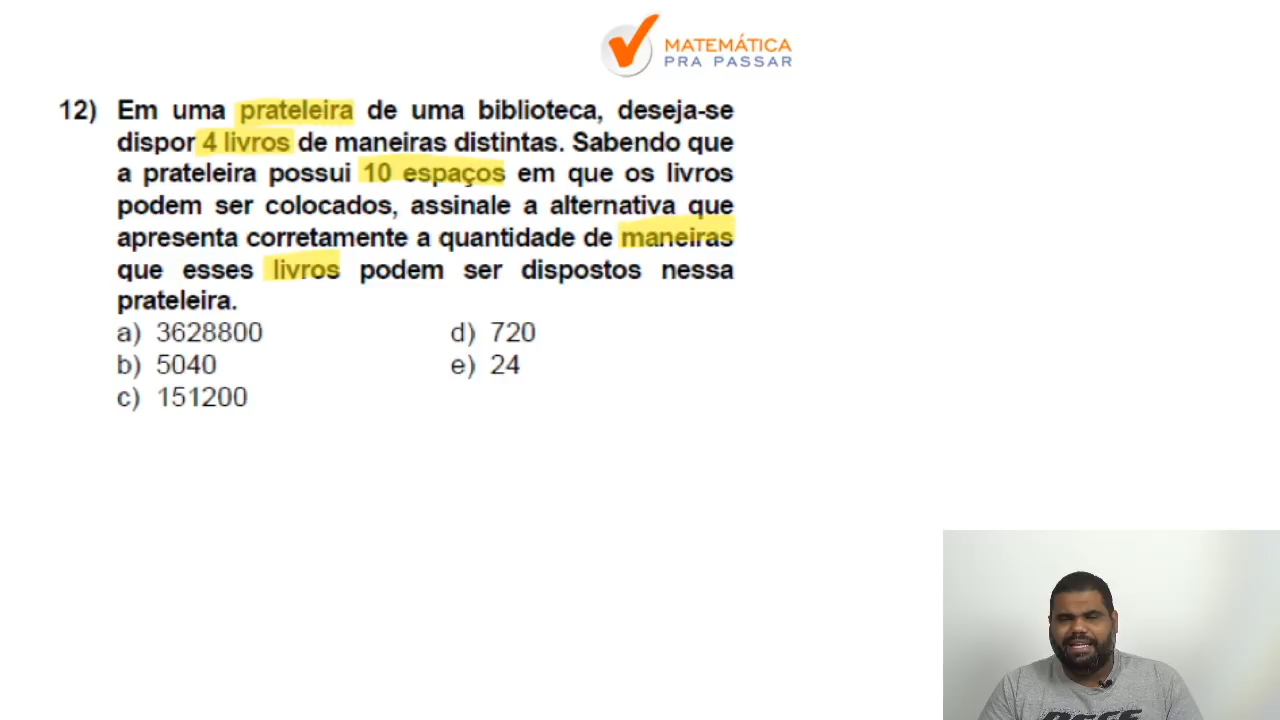 MATEMÁTICA
PRA PASSAR
12) Em uma prateleira de uma biblioteca, deseja-se
dispor 4 livros de maneiras distintas. Sabendo que
a prateleira possui 10 espaços em que os livros
podem ser colocados, assinale a alternativa que
apresenta corretamente a quantidade de maneiras
que esses livros podem ser dispostos nessa
prateleira.
a) 3628800 d) 720
b) 5040 e) 24
c) 151200